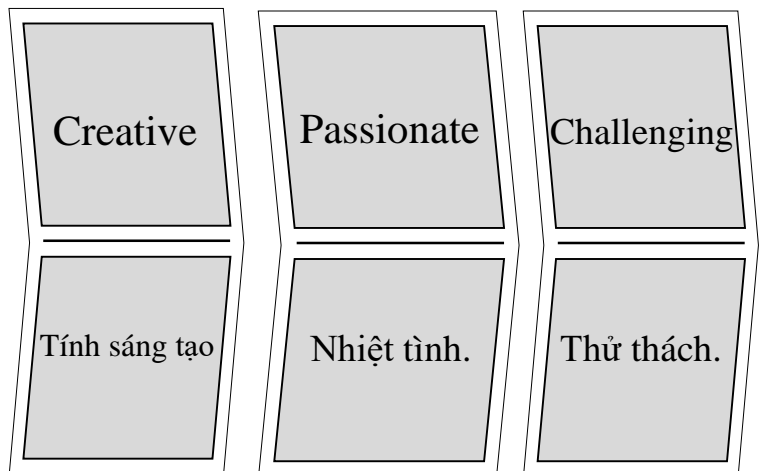 Creative
Passionate
Challenging
Tính sáng tạo
Nhiệt tình.
Thử thách.